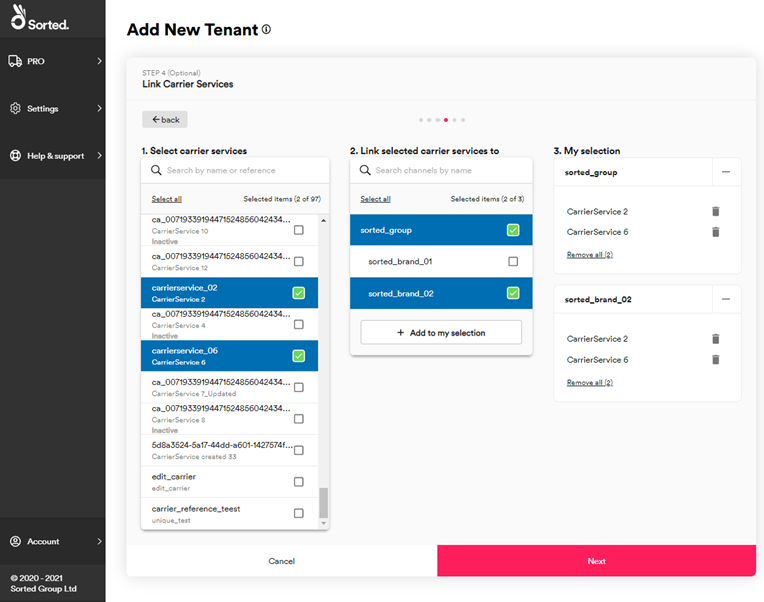 Sorted.
PRO
Settings
Help & support
Account
© 2020 - 2021
Sorted Group Ltd
Add New Tenant
STEP 4 (Optional)
Link Carrier Services
back
1. Select carrier services
Search by name or reference
Select all
Selected items (2 of 97)
ca_0071933919447152485604243​4...
CarrierService 10
Inactive
ca_00719339194471524856042434...
CarrierService 12
carrierservice_02
CarrierService 2
ca_00719339194471524856042434...
CarrierService 4
Inactive
carrierservice_06
CarrierService 6
ca_00719339194471524856042434...
CarrierService 7_Updated
ca_00719339194471524856042434...
CarrierService 8
Inactive
5d8a3524-5a17-44dd-a601-1427574f...
CarrierService created 33
edit_carrier
edit_carrier
carrier_reference_teest
unique_test
2. Link selected carrier services to
Search channels by name
Select all
Selected items (2 of 3)
sorted_group
sorted_brand_01
sorted_brand_02
+ Add to my selection
3. My selection
sorted_group
CarrierService 2
CarrierService 6
Remove all (2)
sorted_brand_02
CarrierService 2
CarrierService 6
Remove all (2)
Cancel
Next